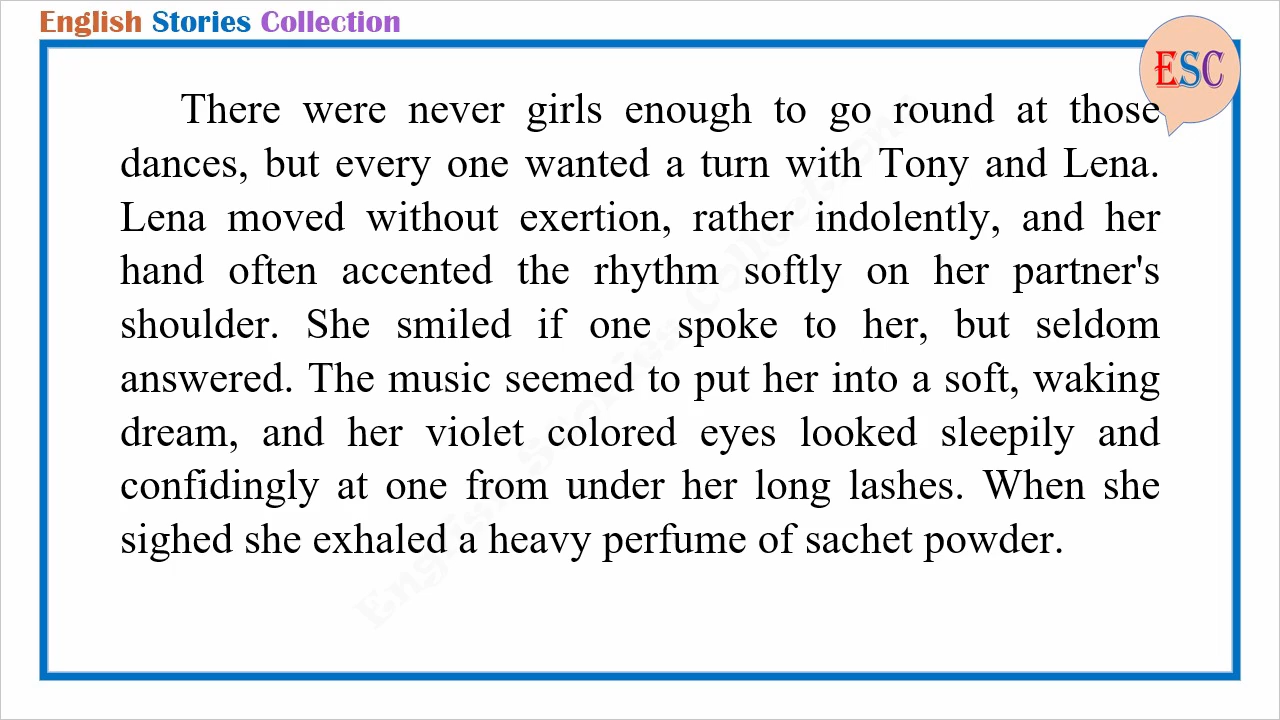 English Stories Collection
ESC
There were never girls enough to go round at those
dances, but every one wanted a turn with Tony and Lena.
Lena moved without exertion, rather indolently, and her
hand often accented the rhythm softly on her partner's
shoulder. She smiled if one spoke to her, but seldom
answered. The music seemed to put her into a soft, waking
dream, and her violet colored eyes looked sleepily and
confidingly at one from under her long lashes. When she
sighed she exhaled a heavy perfume of sachet powder.
English Stories Collection